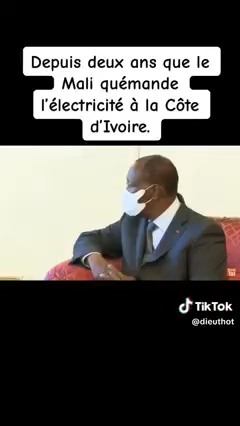 Depuis deux ans que le
Mali quémande
l'électricité à la Côte
d'Ivoire.
TikTok
@dieuthot